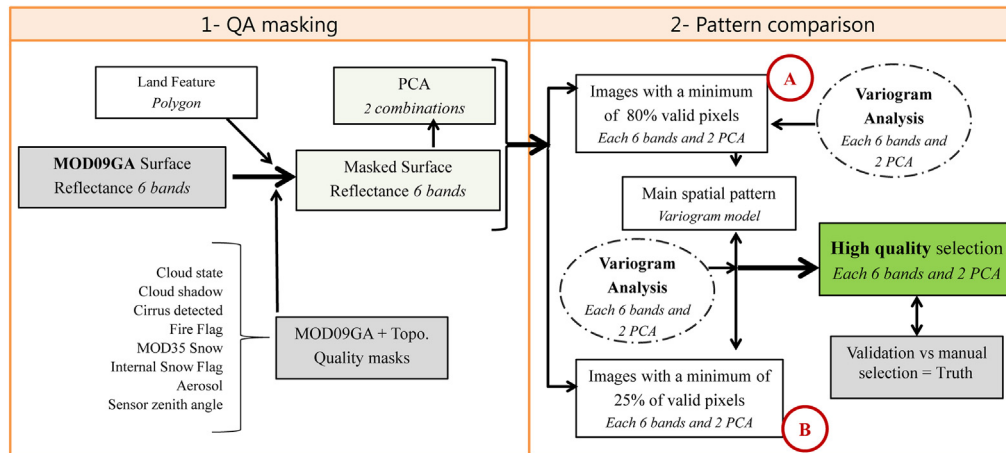 1- QA masking
2- Pattern comparison
Land Feature
Polygon
PCA
2 combinations
MOD09GA Surface
Reflectance 6 bands
Masked Surface
Reflectance 6 bands
Cloud state
Cloud shadow
Cirrus detected
Fire Flag
MOD35 Snow
Internal Snow Flag
Aerosol
Sensor zenith angle
MOD09GA + Topo.
Quality masks
A
Images with a minimum
of 80% valid pixels
Each 6 bands and 2 PCA
Variogram
Analysis
Each 6 bands and
2 PCA
Main spatial pattern
Variogram model
Variogram
Analysis
Each 6 bands and
2 PCA
High quality selection
Each 6 bands and 2 PCA
Images with a minimum of
25% of valid pixels
Each 6 bands and 2 PCA
B
Validation vs manual
selection = Truth